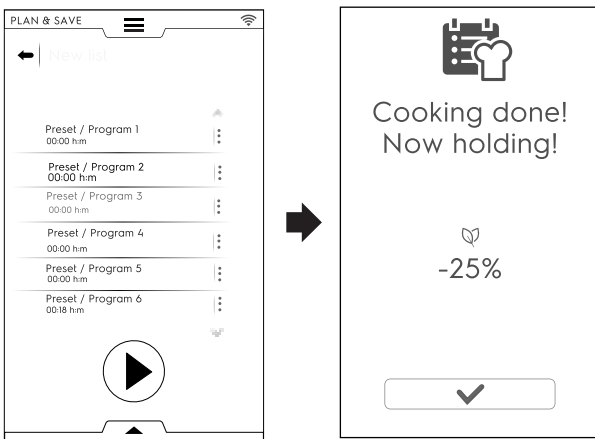 PLAN & SAVE
New list
Preset / Program 1
00:00 h:m
Preset / Program 2
00:00 h:m
Preset / Program 3
00:00 h:m
Preset / Program 4
00:00 h:m
Preset / Program 5
00:00 h:m
Preset / Program 6
00:18 h:m
Cooking done!
Now holding!
-25%